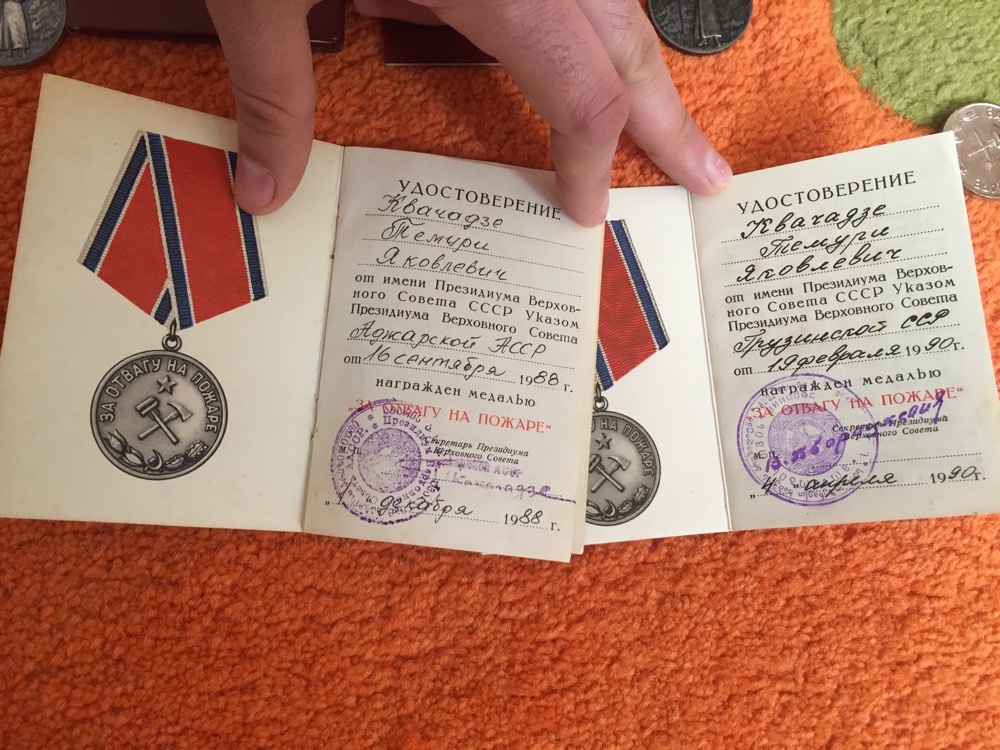 ЗА ОТВАГУ НА ПОЖАРЕ
УДОСТОВЕРЕНИЕ
Квачадзе
Темури
Яковлевич
от имени Президиума Верхов-
ного Совета СССР Указом
Президиума Верховного Совета
Аджарской АССР
от 16 сентября 1988 г.
награжден медалью
„ЗА ОТВАГУ НА ПОЖАРЕ“
Секретарь Президиума
Верховного Совета
М.П.
декабря 1988 г.
НА ПОЖАРЕ
УДОСТОВЕРЕНИЕ
Квачадзе
Темури
Яковлевич
от имени Президиума Верхов-
ного Совета СССР Указом
Президиума Верховного Совета
Грузинской ССР
от 19 февраля 1990 г.
награжден медалью
ЗА ОТВАГУ НА ПОЖАРЕ“
Секретарь Президиума
Верховного Совета
М.П.
„4“ апреля 1990 г.